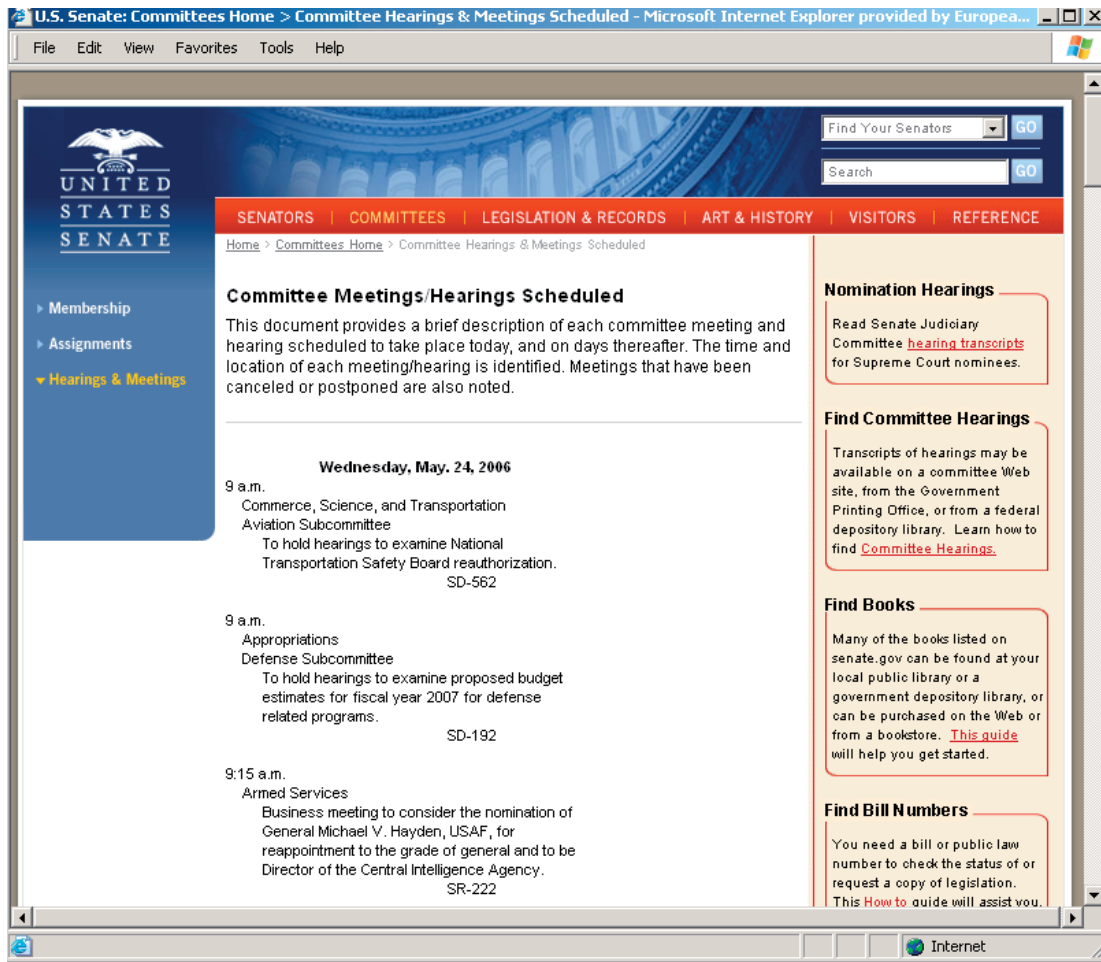 U.S. Senate: Committees Home > Committee Hearings & Meetings Scheduled - Microsoft Internet Explorer provided by Europea...
File Edit View Favorites Tools Help
UNITED
STATES
SENATE
Find Your Senators GO
Search GO
SENATORS | COMMITTEES | LEGISLATION & RECORDS | ART & HISTORY | VISITORS | REFERENCE
Membership
Assignments
Hearings & Meetings
Home > Committees Home > Committee Hearings & Meetings Scheduled
Committee Meetings/Hearings Scheduled
This document provides a brief description of each committee meeting and
hearing scheduled to take place today, and on days thereafter. The time and
location of each meeting/hearing is identified. Meetings that have been
canceled or postponed are also noted.
Wednesday, May. 24, 2006
9 a.m.
Commerce, Science, and Transportation
Aviation Subcommittee
To hold hearings to examine National
Transportation Safety Board reauthorization.
SD-562
9 a.m.
Appropriations
Defense Subcommittee
To hold hearings to examine proposed budget
estimates for fiscal year 2007 for defense
related programs.
SD-192
9:15 a.m.
Armed Services
Business meeting to consider the nomination of
General Michael V. Hayden, USAF, for
reappointment to the grade of general and to be
Director of the Central Intelligence Agency.
SR-222
Nomination Hearings
Read Senate Judiciary
Committee hearing transcripts
for Supreme Court nominees.
Find Committee Hearings
Transcripts of hearings may be
available on a committee Web
site, from the Government
Printing Office, or from a federal
depository library. Learn how to
find Committee Hearings.
Find Books
Many of the books listed on
senate.gov can be found at your
local public library or a
government depository library, or
can be purchased on the Web or
from a bookstore. This guide
will help you get started.
Find Bill Numbers
You need a bill or public law
number to check the status of or
request a copy of legislation.
This How to guide will assist you.
Internet